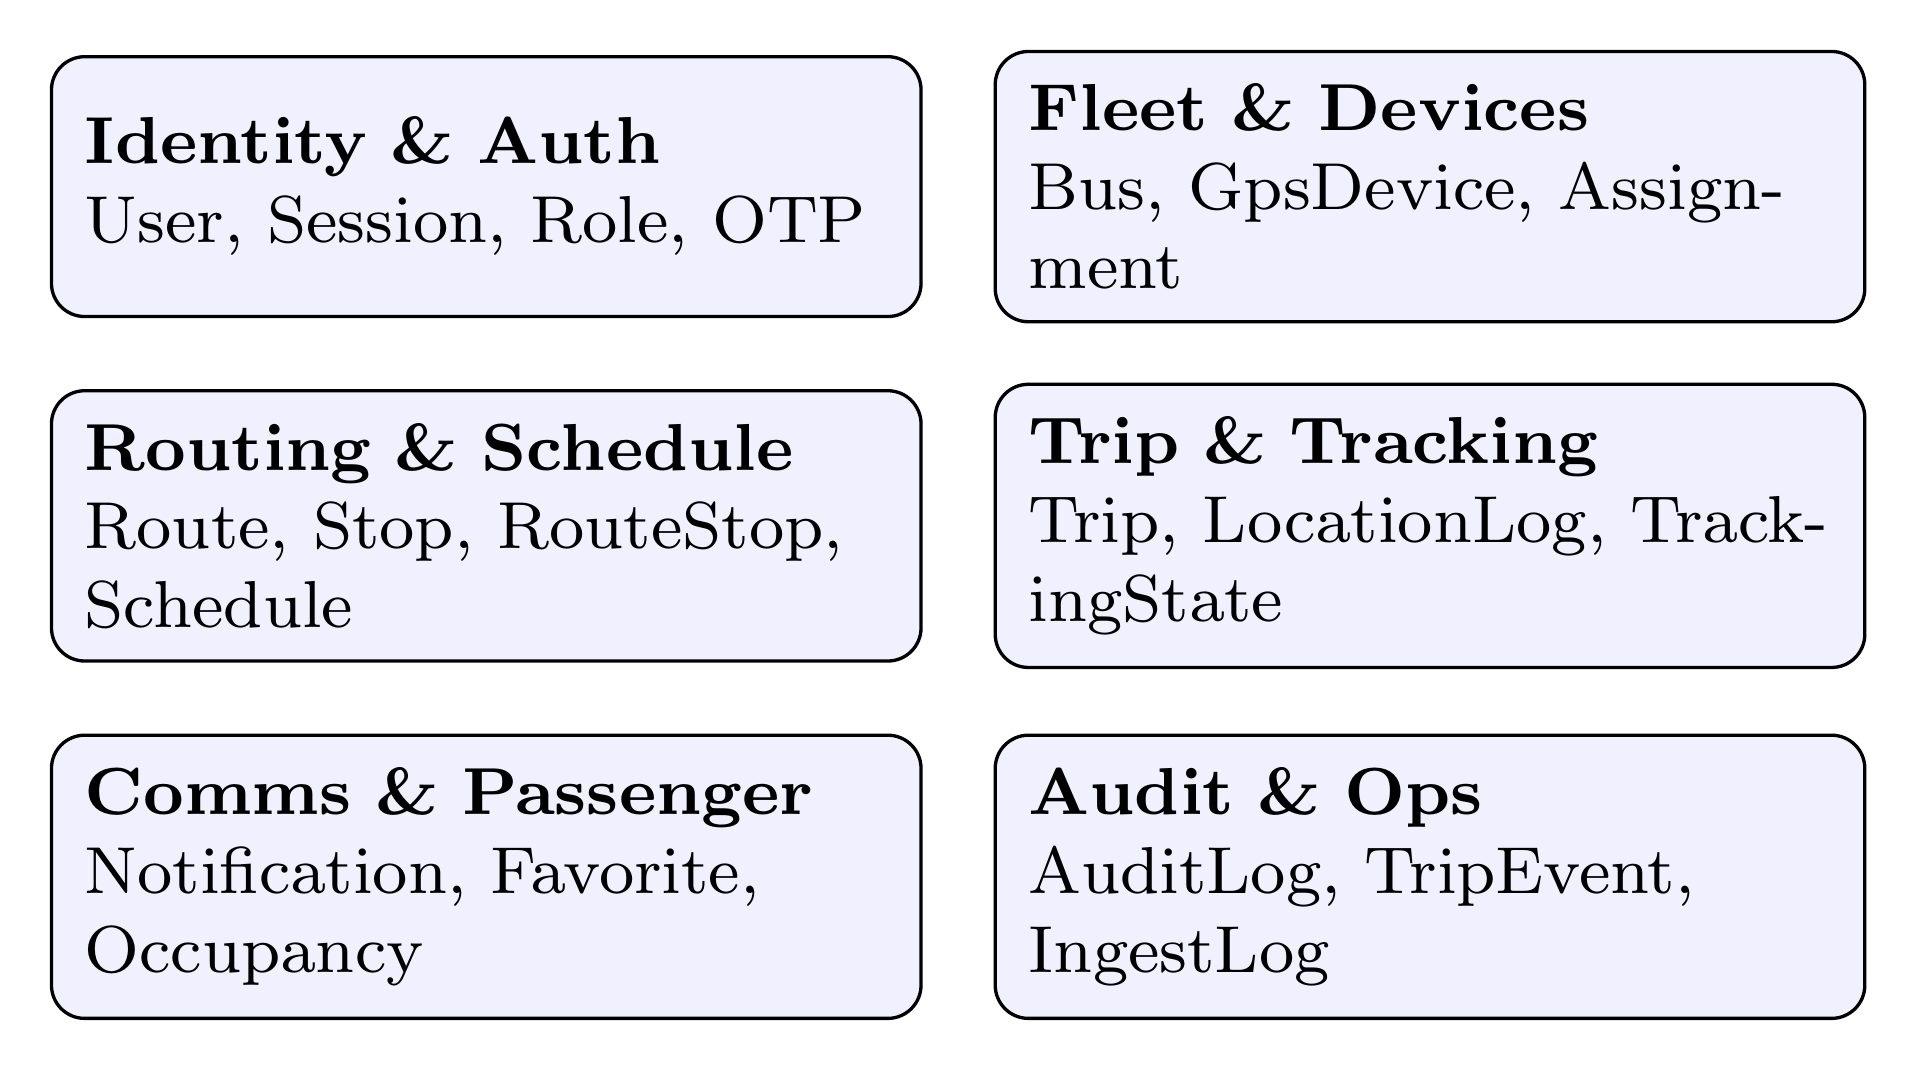 Identity & Auth
User, Session, Role, OTP
Fleet & Devices
Bus, GpsDevice, Assign-
ment
Routing & Schedule
Route, Stop, RouteStop,
Schedule
Trip & Tracking
Trip, LocationLog, Track-
ingState
Comms & Passenger
Notification, Favorite,
Occupancy
Audit & Ops
AuditLog, TripEvent,
IngestLog